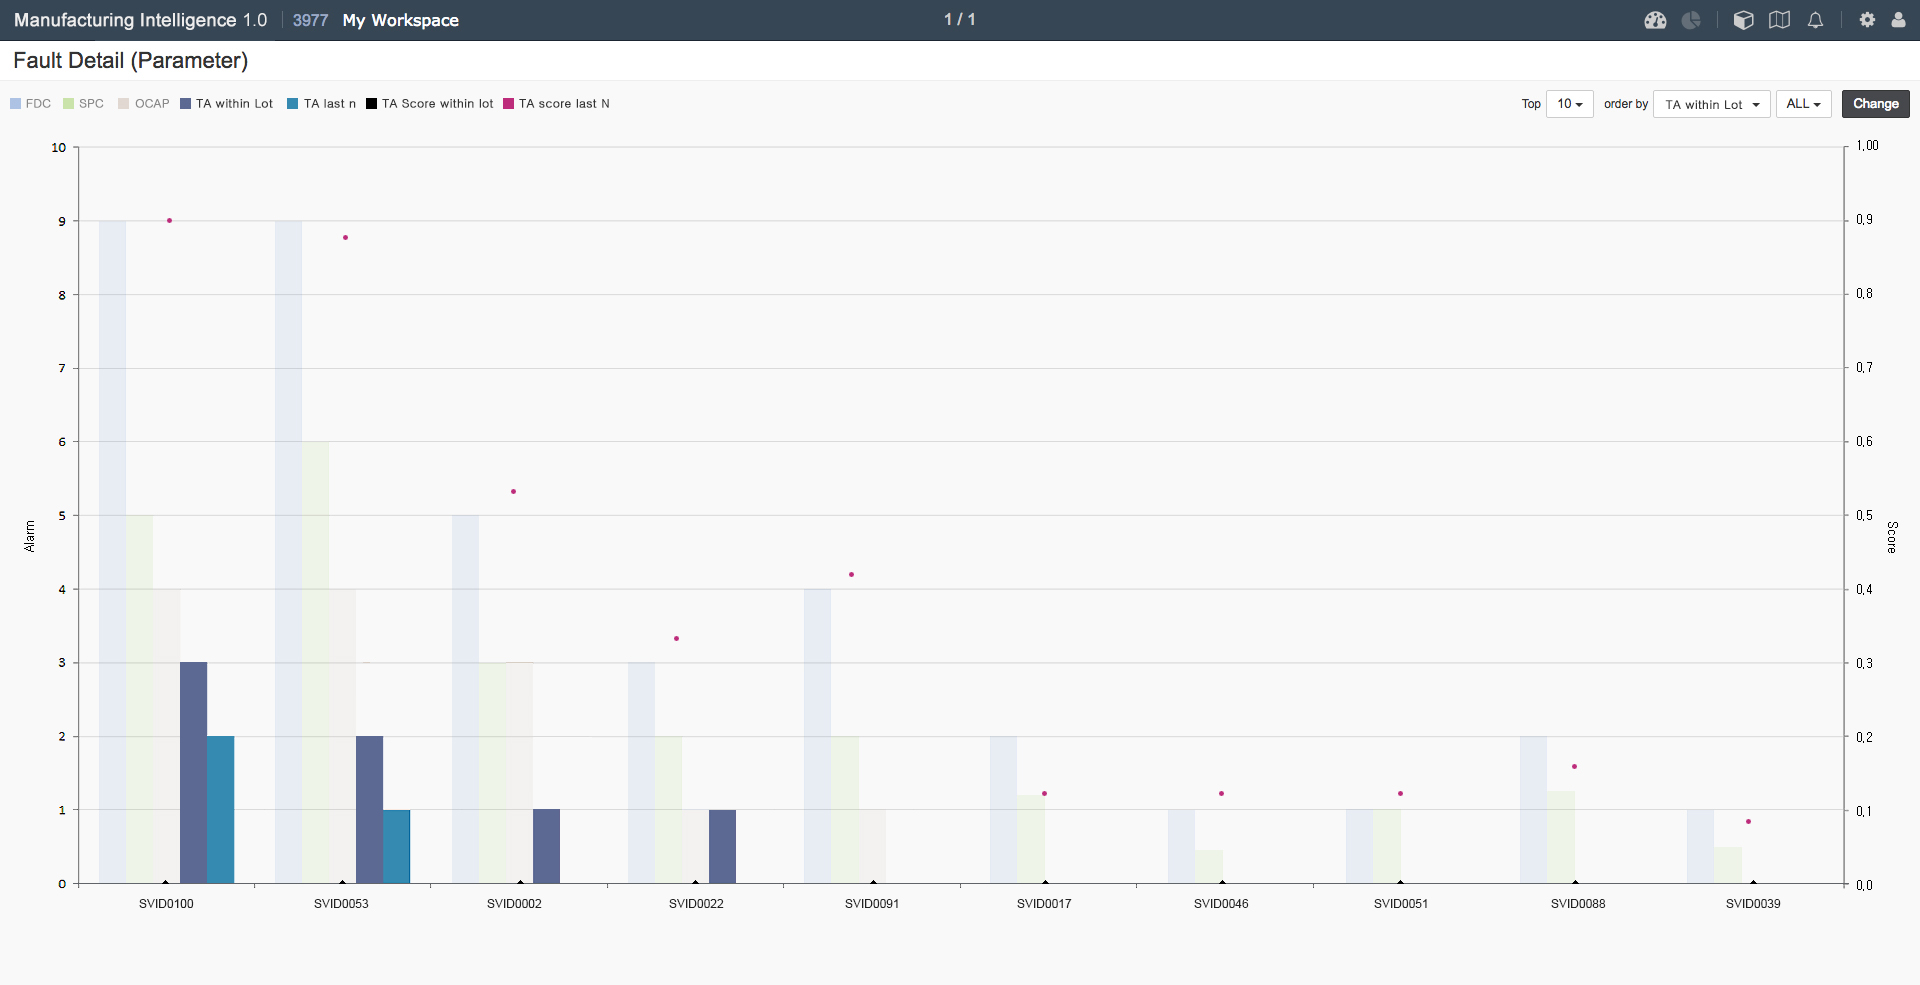 Manufacturing Intelligence 1.0 3977 My Workspace 1 / 1
Fault Detail (Parameter)
FDC SPC OCAP TA within Lot TA last n TA Score within lot TA score last N Top 10 order by TA within Lot ALL Change
10 1.00
9 0.9
8 0.8
7 0.7
6 0.6
5 0.5
Alarm Score
4 0.4
3 0.3
2 0.2
1 0.1
0 0.0
SVID0100 SVID0053 SVID0002 SVID0022 SVID0091 SVID0017 SVID0046 SVID0051 SVID0088 SVID0039